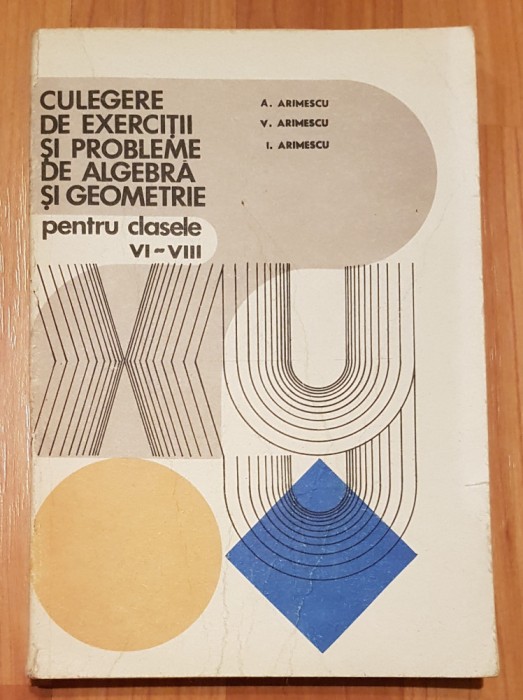 CULEGERE
DE EXERCIȚII
ȘI PROBLEME
DE ALGEBRĂ
ȘI GEOMETRIE
pentru clasele
VI-VIII
A. ARIMESCU
V. ARIMESCU
I. ARIMESCU